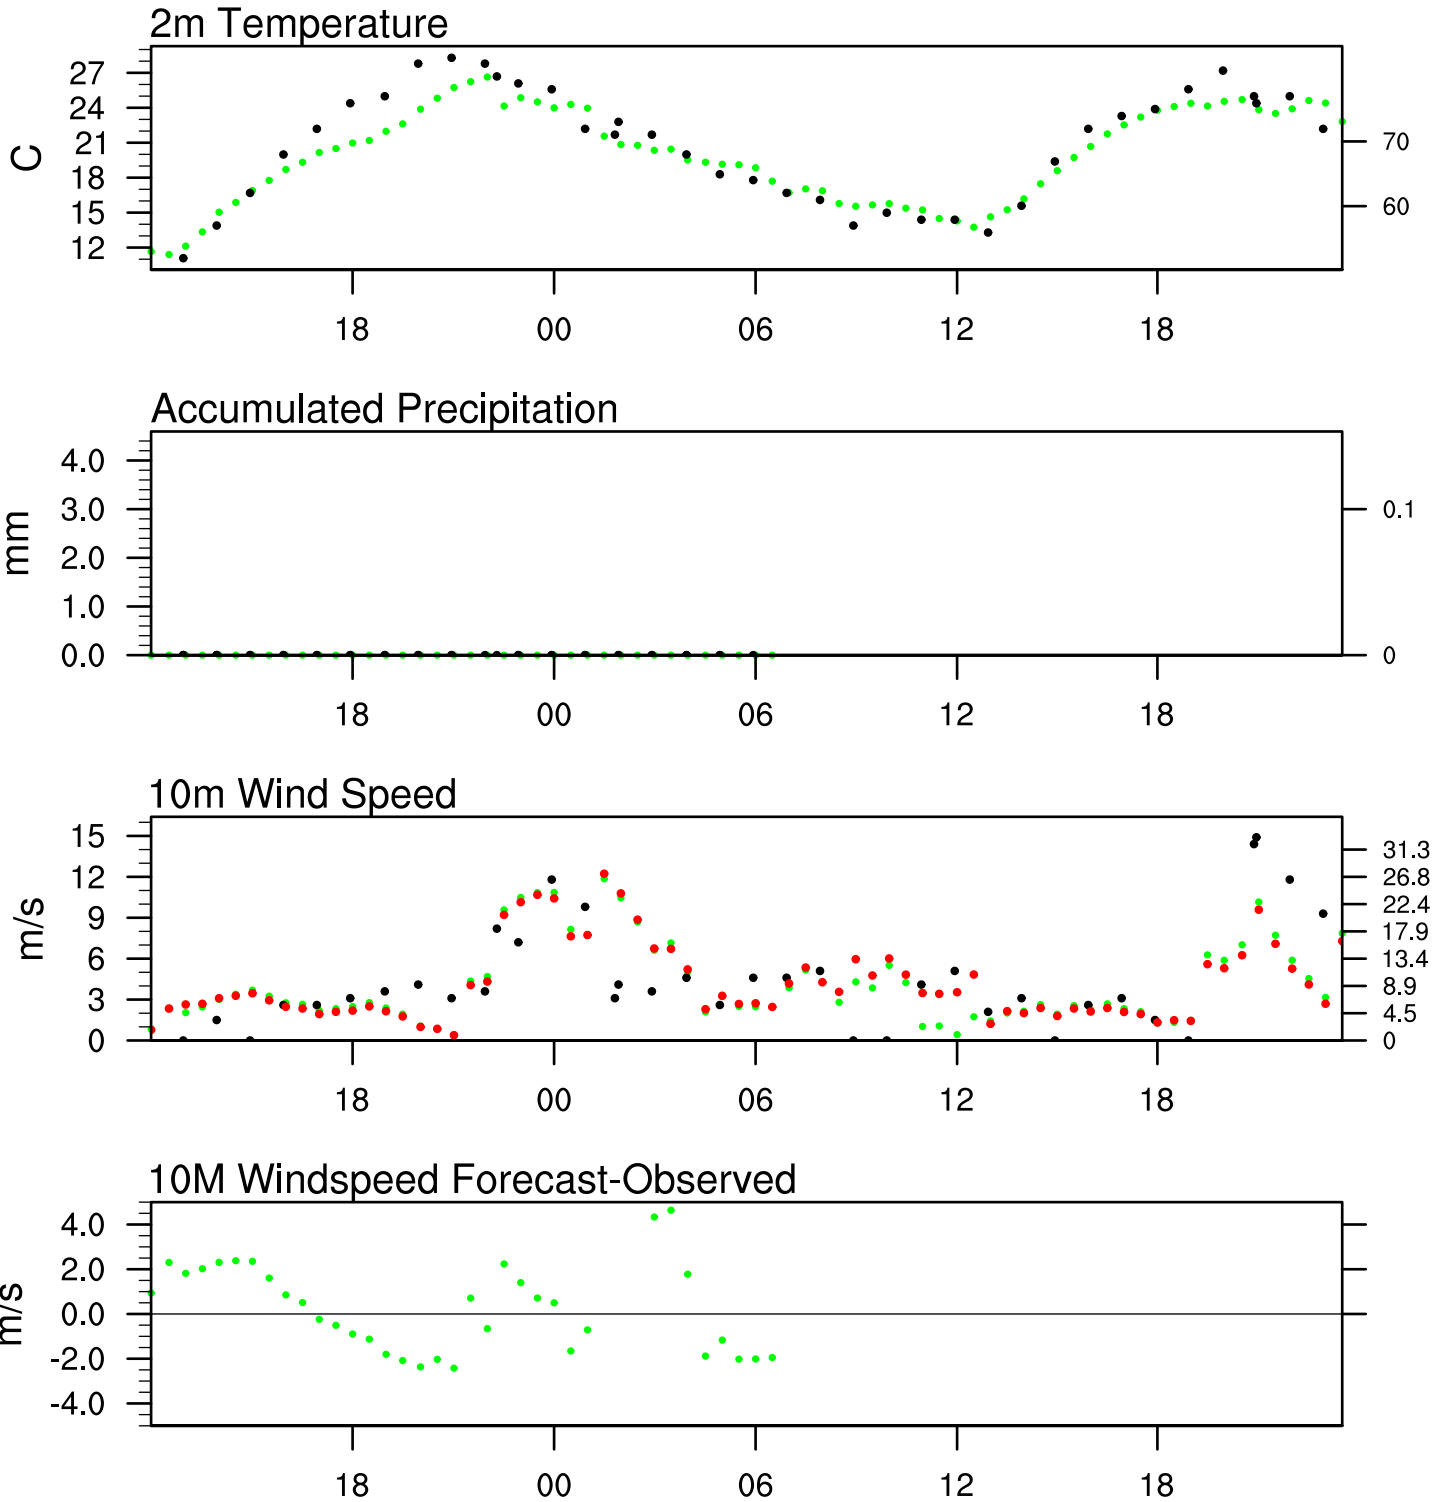 2m Temperature
27
24
21
18
15
12
C
70
60
18 00 06 12 18
Accumulated Precipitation
4.0
3.0
2.0
1.0
0.0
mm
0.1
0
18 00 06 12 18
10m Wind Speed
15
12
9
6
3
0
m/s
31.3
26.8
22.4
17.9
13.4
8.9
4.5
0
18 00 06 12 18
10M Windspeed Forecast-Observed
4.0
2.0
0.0
-2.0
-4.0
m/s
18 00 06 12 18